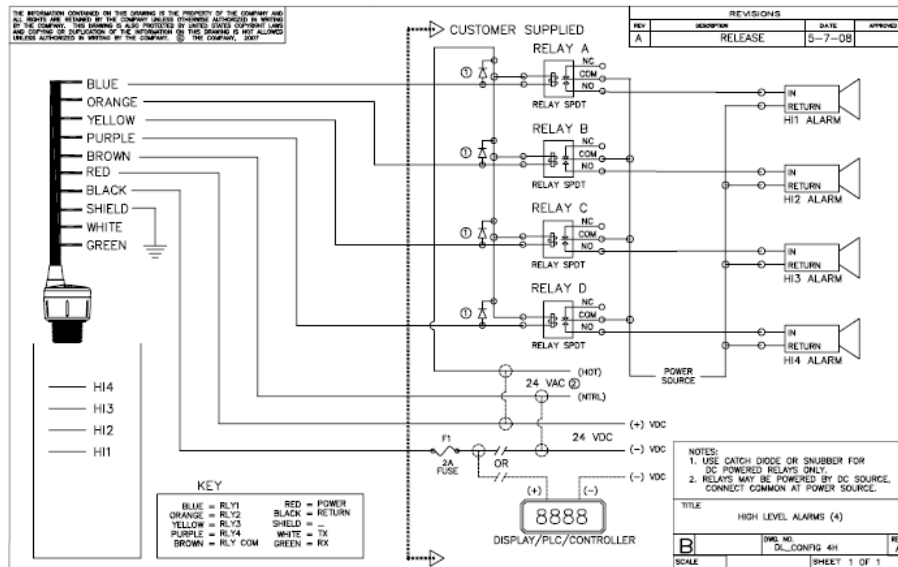 THE INFORMATION CONTAINED ON THIS DRAWING IS THE PROPERTY OF THE COMPANY AND
ALL RIGHTS ARE RETAINED BY THE COMPANY UNLESS OTHERWISE AUTHORIZED IN WRITING
BY THE COMPANY. THIS DRAWING IS ALSO PROTECTED BY UNITED STATES COPYRIGHT LAWS
AND COPYING OR DUPLICATION OF THE INFORMATION ON THIS DRAWING IS NOT ALLOWED
UNLESS AUTHORIZED IN WRITING BY THE COMPANY. © THE COMPANY, 2007
REVISIONS
REV DESCRIPTION DATE APPROVED
A RELEASE 5-7-08
CUSTOMER SUPPLIED
BLUE
ORANGE
YELLOW
PURPLE
BROWN
RED
BLACK
SHIELD
WHITE
GREEN
RELAY A
1
NC
COM
NO
RELAY SPDT
IN
RETURN
HI1 ALARM
RELAY B
1
NC
COM
NO
RELAY SPDT
IN
RETURN
HI2 ALARM
RELAY C
1
NC
COM
NO
RELAY SPDT
IN
RETURN
HI3 ALARM
RELAY D
1
NC
COM
NO
RELAY SPDT
IN
RETURN
HI4 ALARM
POWER
SOURCE
HI4
HI3
HI2
HI1
(HOT)
24 VAC 2
(NTRL)
(+) VDC
24 VDC
(-) VDC
F1
2A
FUSE
OR
(-) VDC
(+) (-)
8888
DISPLAY/PLC/CONTROLLER
KEY
BLUE = RLY1 RED = POWER
ORANGE = RLY2 BLACK = RETURN
YELLOW = RLY3 SHIELD = ⏚
PURPLE = RLY4 WHITE = TX
BROWN = RLY COM GREEN = RX
NOTES:
1. USE CATCH DIODE OR SNUBBER FOR
DC POWERED RELAYS ONLY.
2. RELAYS MAY BE POWERED BY DC SOURCE,
CONNECT COMMON AT POWER SOURCE.
TITLE
HIGH LEVEL ALARMS (4)
B DWG. NO. DL_CONFIG 4H
SCALE SHEET 1 OF 1